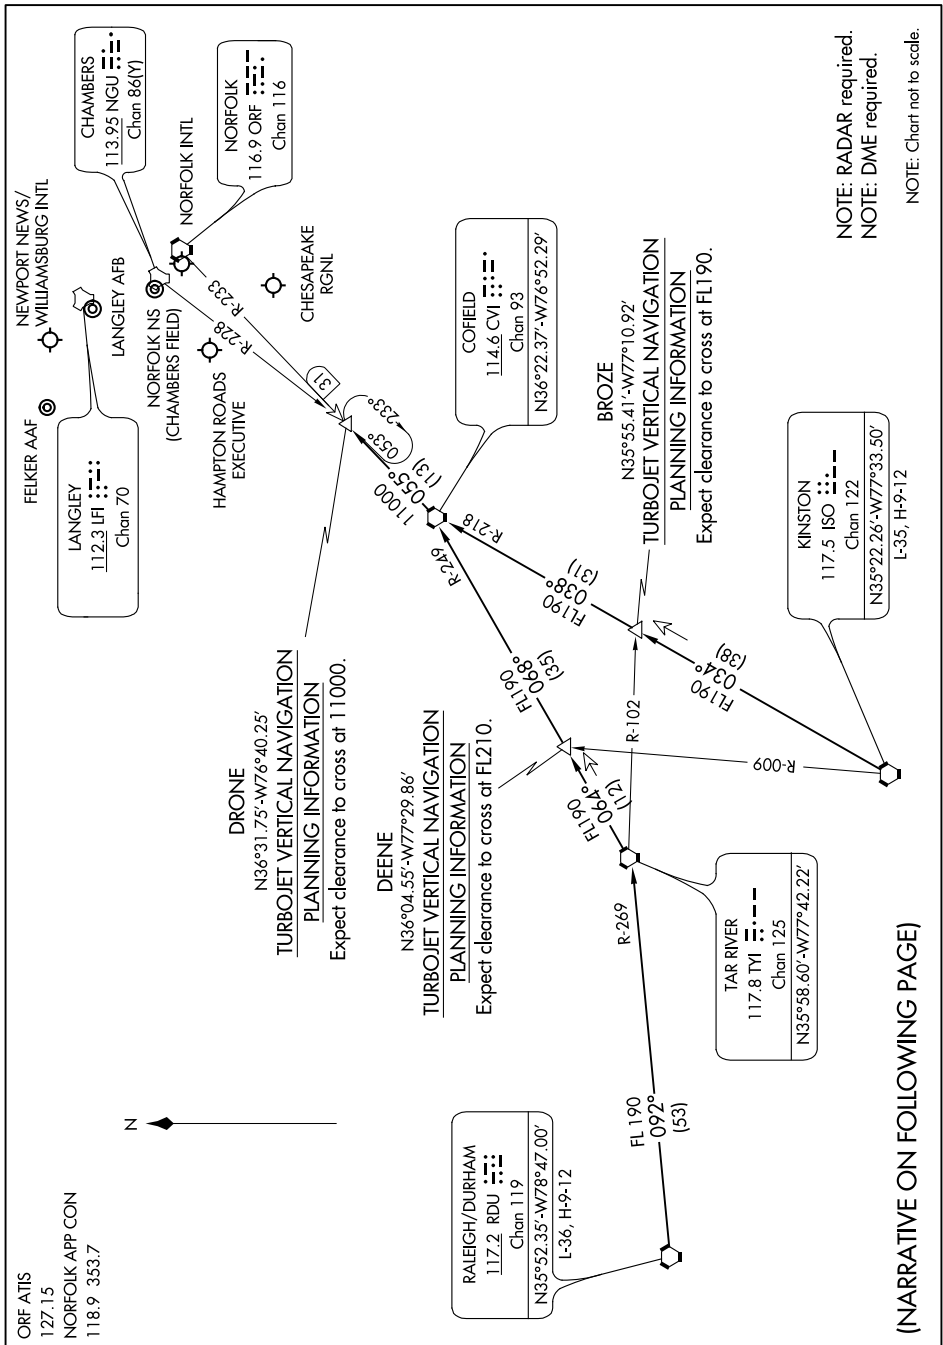 ORF ATIS
127.15
NORFOLK APP CON
118.9 353.7
N
FELKER AAF
NEWPORT NEWS/
WILLIAMSBURG INTL
LANGLEY
112.3 LFI
Chan 70
LANGLEY AFB
NORFOLK NS
(CHAMBERS FIELD)
CHAMBERS
113.95 NGU
Chan 86(Y)
HAMPTON ROADS
EXECUTIVE
NORFOLK INTL
NORFOLK
116.9 ORF
Chan 116
CHESAPEAKE
RGNL
R-228
R-233
31
233°
053°
11000
055°
(13)
DRONE
N36°31.75'-W76°40.25'
TURBOJET VERTICAL NAVIGATION
PLANNING INFORMATION
Expect clearance to cross at 11000.
COFIELD
114.6 CVI
Chan 93
N36°22.37'-W76°52.29'
R-249
R-218
DEENE
N36°04.55'-W77°29.86'
TURBOJET VERTICAL NAVIGATION
PLANNING INFORMATION
Expect clearance to cross at FL210.
FL190
068°
(35)
FL190
038°
(31)
BROZE
N35°55.41'-W77°10.92'
TURBOJET VERTICAL NAVIGATION
PLANNING INFORMATION
Expect clearance to cross at FL190.
FL190
064°
(12)
R-102
FL190
034°
(38)
R-009
KINSTON
117.5 ISO
Chan 122
N35°22.26'-W77°33.50'
L-35, H-9-12
RALEIGH/DURHAM
117.2 RDU
Chan 119
N35°52.35'-W78°47.00'
L-36, H-9-12
FL 190
092°
(53)
R-269
TAR RIVER
117.8 TYI
Chan 125
N35°58.60'-W77°42.22'
NOTE: RADAR required.
NOTE: DME required.
NOTE: Chart not to scale.
(NARRATIVE ON FOLLOWING PAGE)